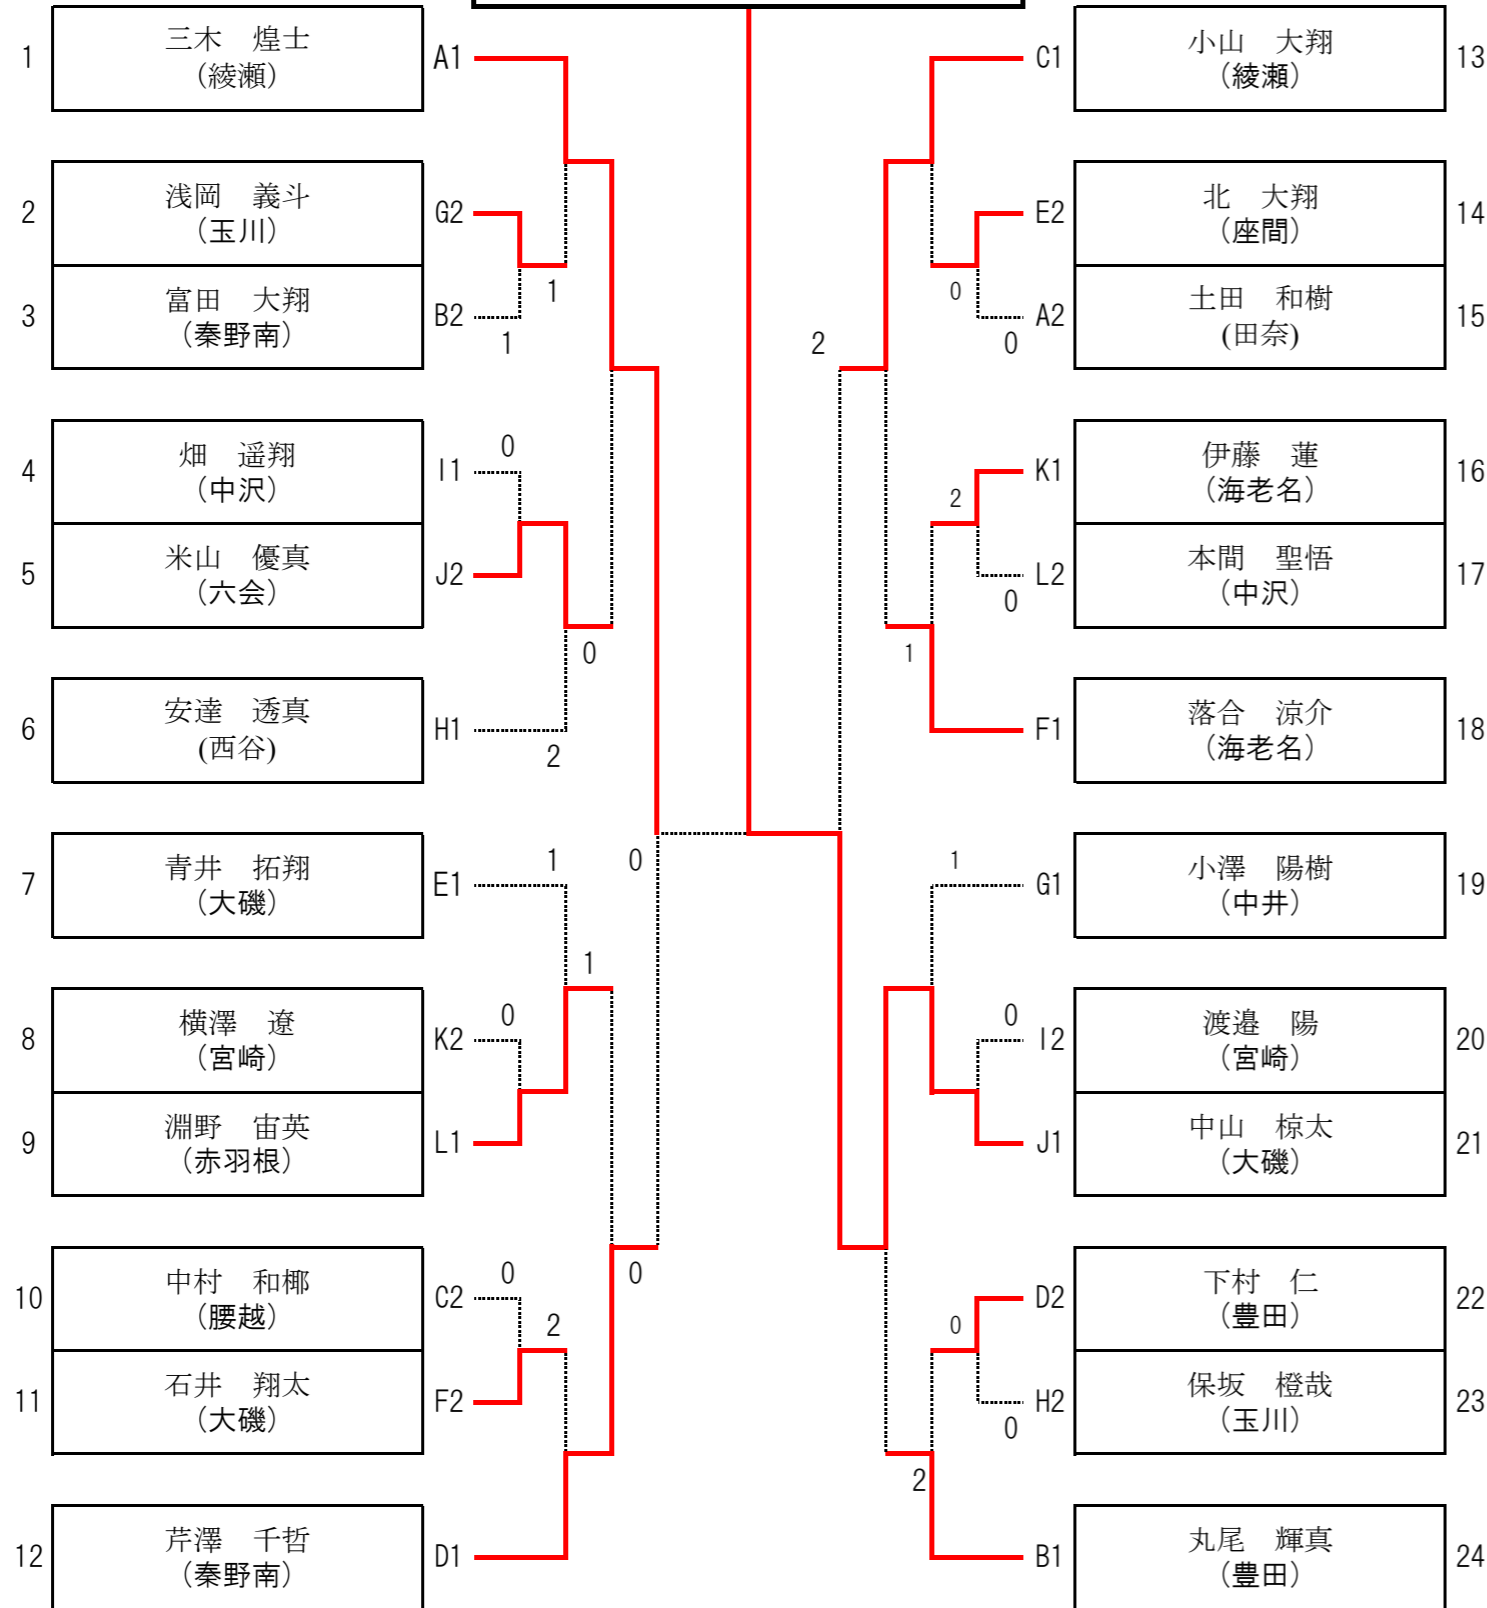 1
三木　煌士
(綾瀬)
A1
2
浅岡　義斗
（玉川）
G2
1
3
富田　大翔
（秦野南）
B2
1
4
畑　遥翔
（中沢）
I1
0
5
米山　優真
（六会）
J2
0
6
安達　透真
(西谷)
H1
2
7
青井　拓翔
（大磯）
E1
1
0
1
8
横澤　遼
（宮崎）
K2
0
9
淵野　宙英
（赤羽根）
L1
10
中村　和椰
（腰越）
C2
0
0
2
11
石井　翔太
（大磯）
F2
12
芹澤　千哲
（秦野南）
D1
C1
小山　大翔
（綾瀬）
13
E2
北　大翔
（座間）
14
0
A2
土田　和樹
(田奈)
15
0
2
K1
伊藤　蓮
（海老名）
16
2
L2
本間　聖悟
（中沢）
17
0
1
F1
落合　涼介
（海老名）
18
1
G1
小澤　陽樹
（中井）
19
0
I2
渡邉　陽
（宮崎）
20
J1
中山　椋太
（大磯）
21
D2
下村　仁
（豊田）
22
0
H2
保坂　橙哉
（玉川）
23
0
2
B1
丸尾　輝真
（豊田）
24